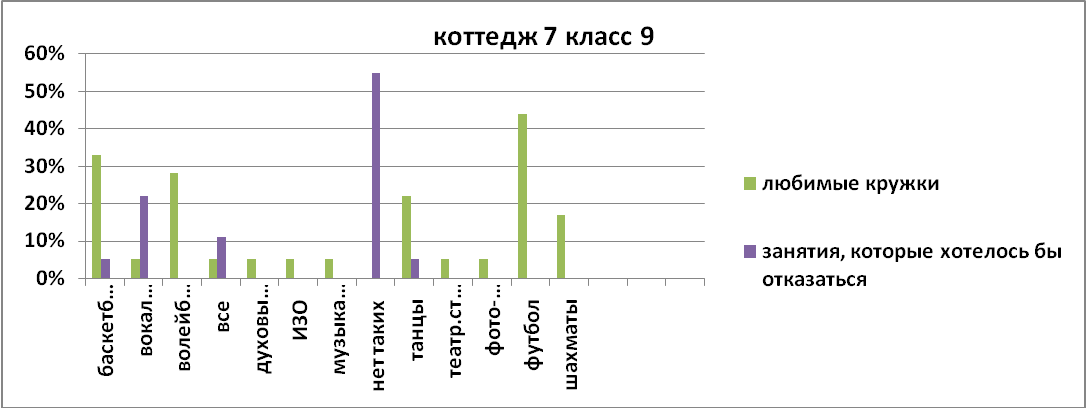 коттедж 7 класс 9
60%
50%
40%
30%
20%
10%
0%
баскетб...
вокал...
волейб...
все
духовы...
ИЗО
музыка...
нет таких
танцы
театр.ст...
фото-...
футбол
шахматы
любимые кружки
занятия, которые хотелось бы
отказаться